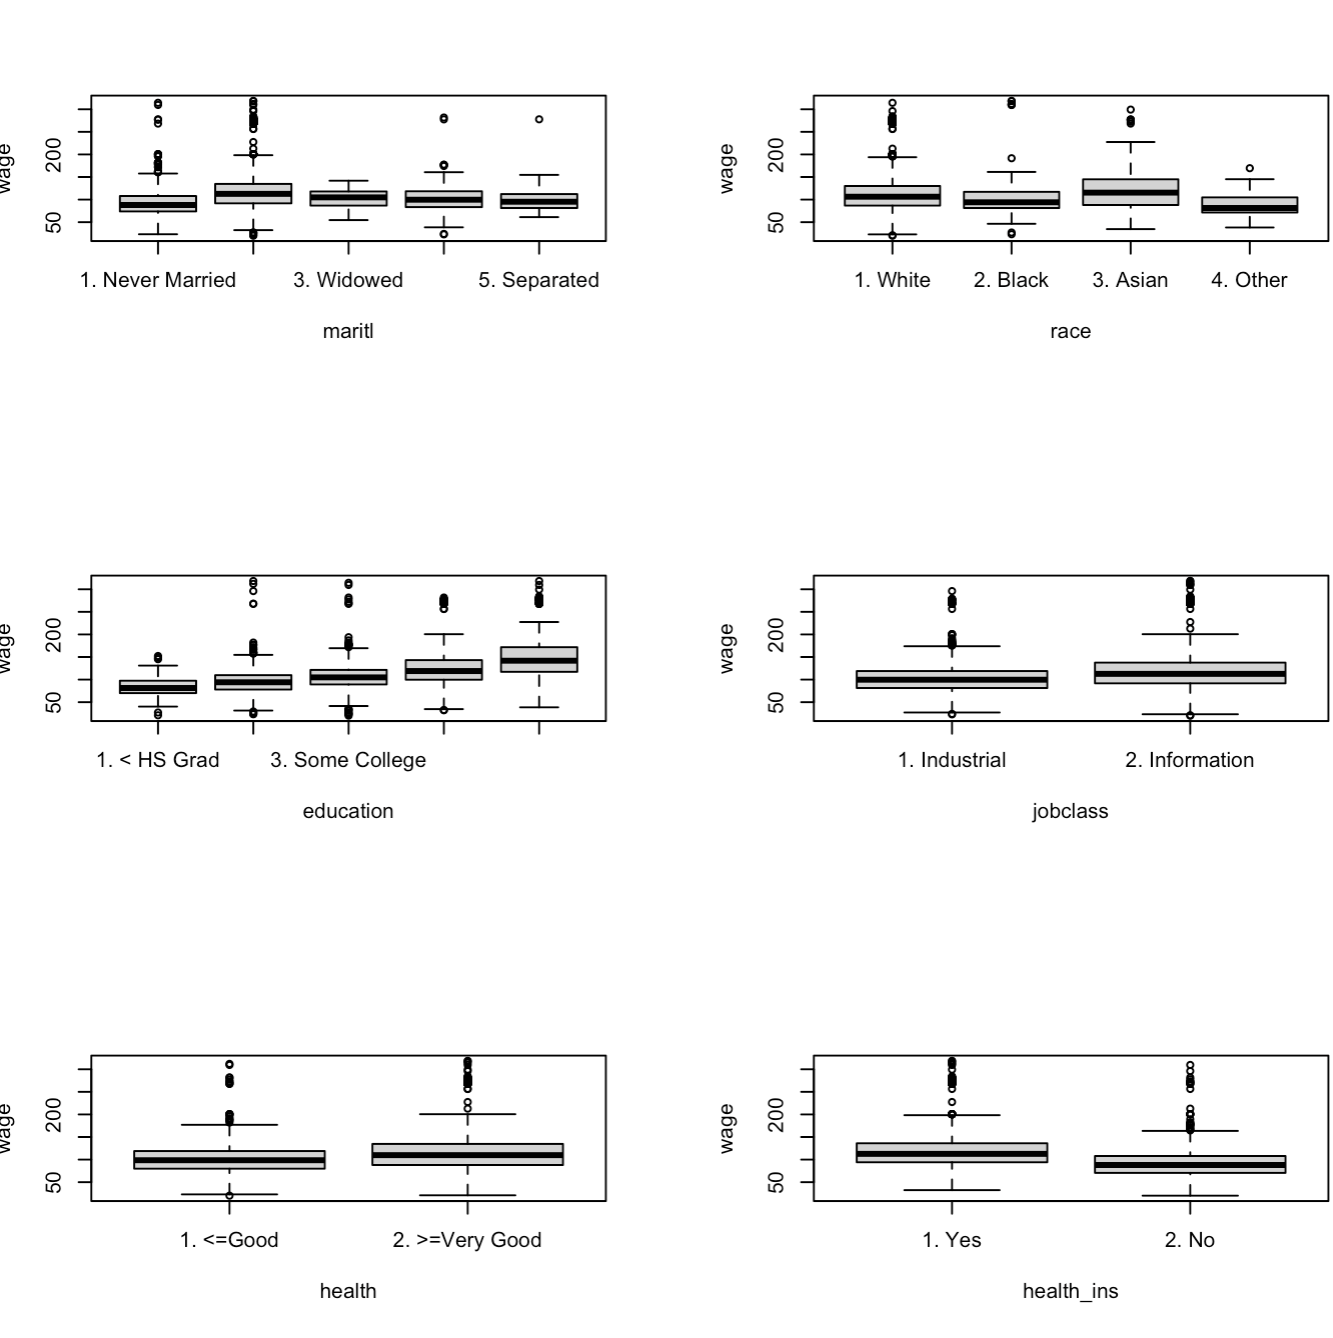 wage
200
50
1. Never Married 3. Widowed 5. Separated
maritl
wage
200
50
1. White 2. Black 3. Asian 4. Other
race
wage
200
50
1. < HS Grad 3. Some College
education
wage
200
50
1. Industrial 2. Information
jobclass
wage
200
50
1. <=Good 2. >=Very Good
health
wage
200
50
1. Yes 2. No
health_ins